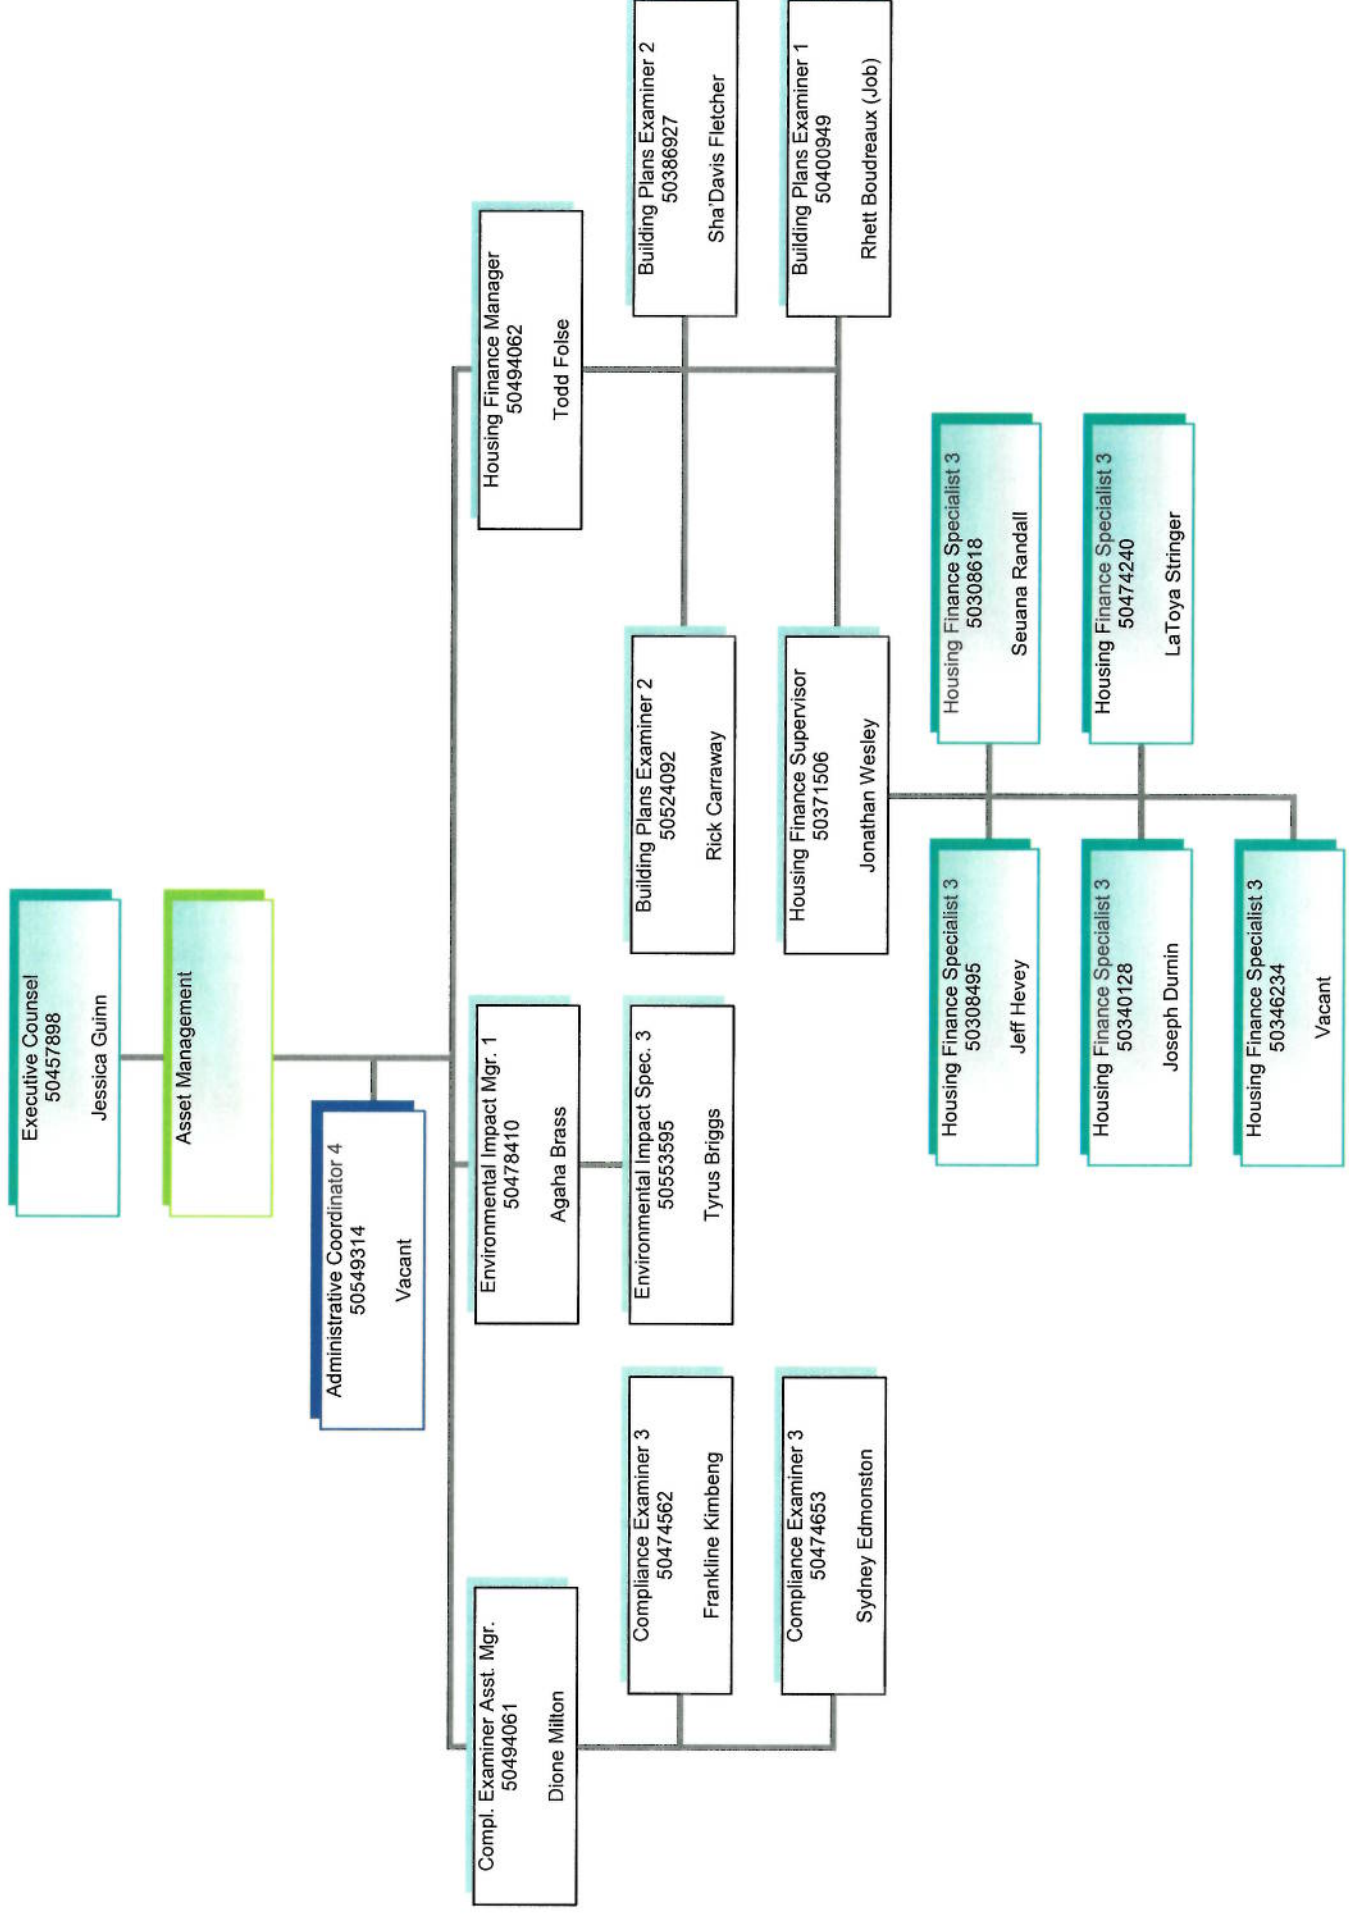 Executive Counsel
50457898
Jessica Guinn
Asset Management
Administrative Coordinator 4
50549314
Vacant
Compl. Examiner Asst. Mgr.
50494061
Dione Milton
Environmental Impact Mgr. 1
50478410
Agaha Brass
Housing Finance Manager
50494062
Todd Folse
Compliance Examiner 3
50474562
Frankline Kimbeng
Environmental Impact Spec. 3
50553595
Tyrus Briggs
Building Plans Examiner 2
50524092
Rick Carraway
Building Plans Examiner 2
50386927
Sha'Davis Fletcher
Compliance Examiner 3
50474653
Sydney Edmonston
Housing Finance Supervisor
50371506
Jonathan Wesley
Building Plans Examiner 1
50400949
Rhett Boudreaux (Job)
Housing Finance Specialist 3
50308495
Jeff Hevey
Housing Finance Specialist 3
50308618
Seuana Randall
Housing Finance Specialist 3
50340128
Joseph Durnin
Housing Finance Specialist 3
50474240
LaToya Stringer
Housing Finance Specialist 3
50346234
Vacant